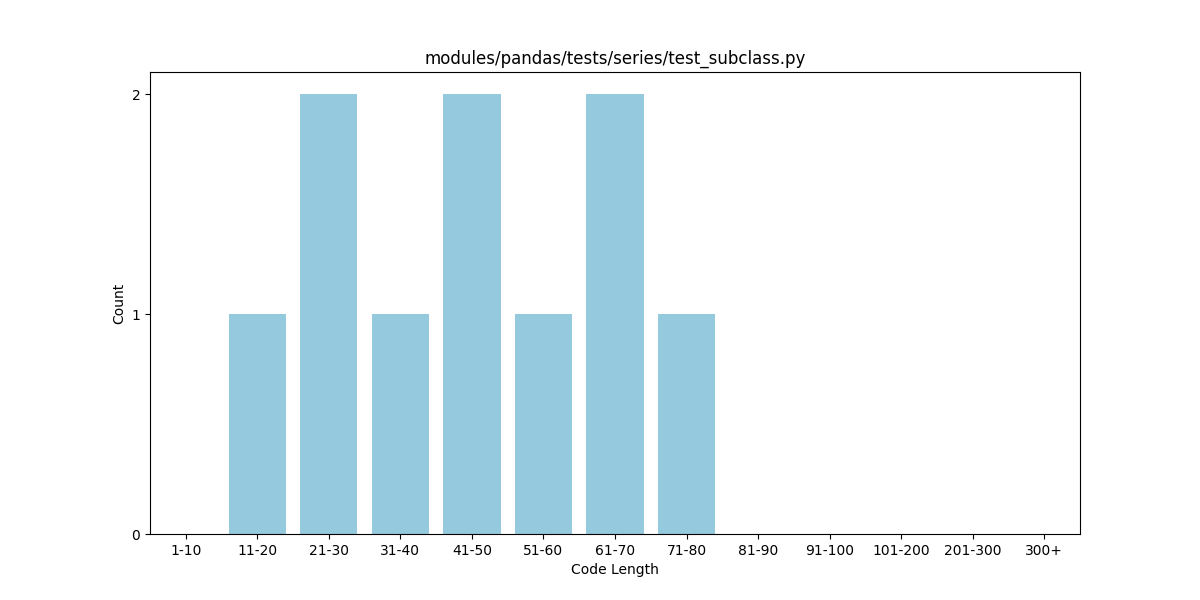 modules/pandas/tests/series/test_subclass.py
Count
2
1
0
1-10 11-20 21-30 31-40 41-50 51-60 61-70 71-80 81-90 91-100 101-200 201-300 300+
Code Length